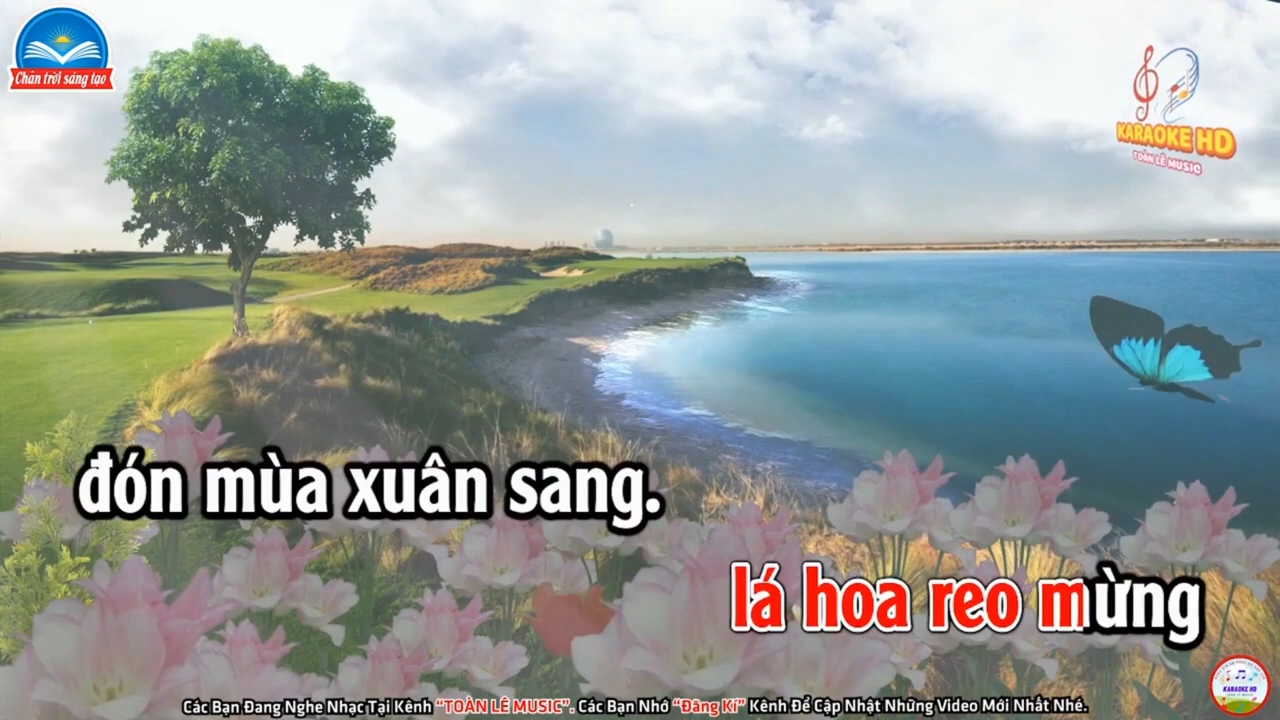 Chân trời sáng tạo
KARAOKE HD
TOÀN LÊ MUSIC
đón mùa xuân sang.
lá hoa reo mừng
KARAOKE HD
Các Bạn Đang Nghe Nhạc Tại Kênh “TOÀN LÊ MUSIC”. Các Bạn Nhớ “Đăng Kí” Kênh Để Cập Nhật Những Video Mới Nhất Nhé.